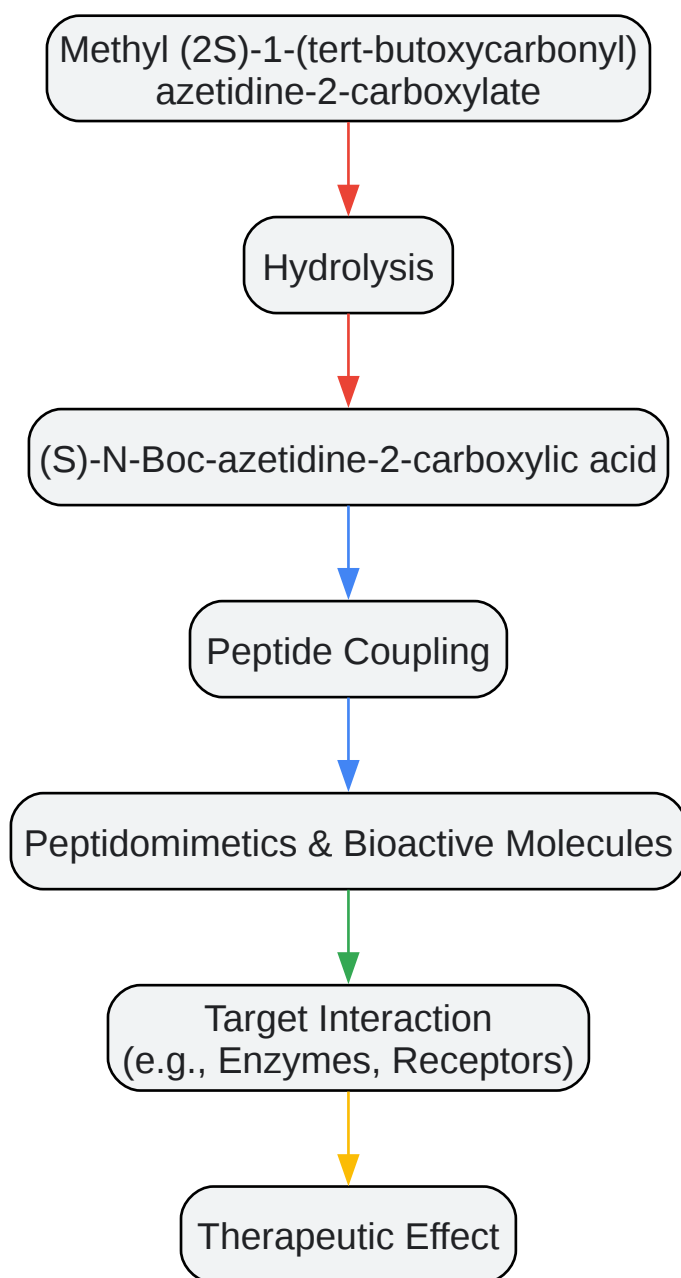 Methyl (2S)-1-(tert-butoxycarbonyl)
azetidine-2-carboxylate
Hydrolysis
(S)-N-Boc-azetidine-2-carboxylic acid
Peptide Coupling
Peptidomimetics & Bioactive Molecules
Target Interaction
(e.g., Enzymes, Receptors)
Therapeutic Effect